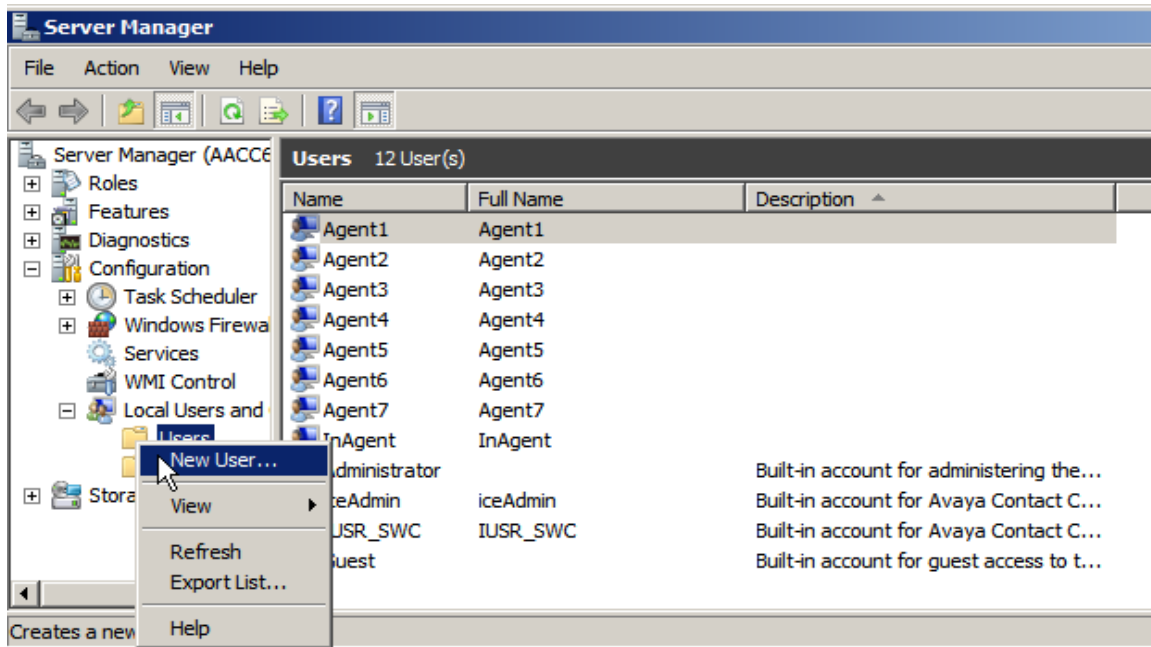 Server Manager
File Action View Help
Server Manager (AACC6
Roles
Features
Diagnostics
Configuration
Task Scheduler
Windows Firewa
Services
WMI Control
Local Users and
Users
Stora
New User...
View
Refresh
Export List...
Help
Users 12 User(s)
Name Full Name Description
Agent1 Agent1
Agent2 Agent2
Agent3 Agent3
Agent4 Agent4
Agent5 Agent5
Agent6 Agent6
Agent7 Agent7
InAgent InAgent
dministrator Built-in account for administering the...
ceAdmin iceAdmin Built-in account for Avaya Contact C...
USR_SWC IUSR_SWC Built-in account for Avaya Contact C...
uest Built-in account for guest access to t...
Creates a new